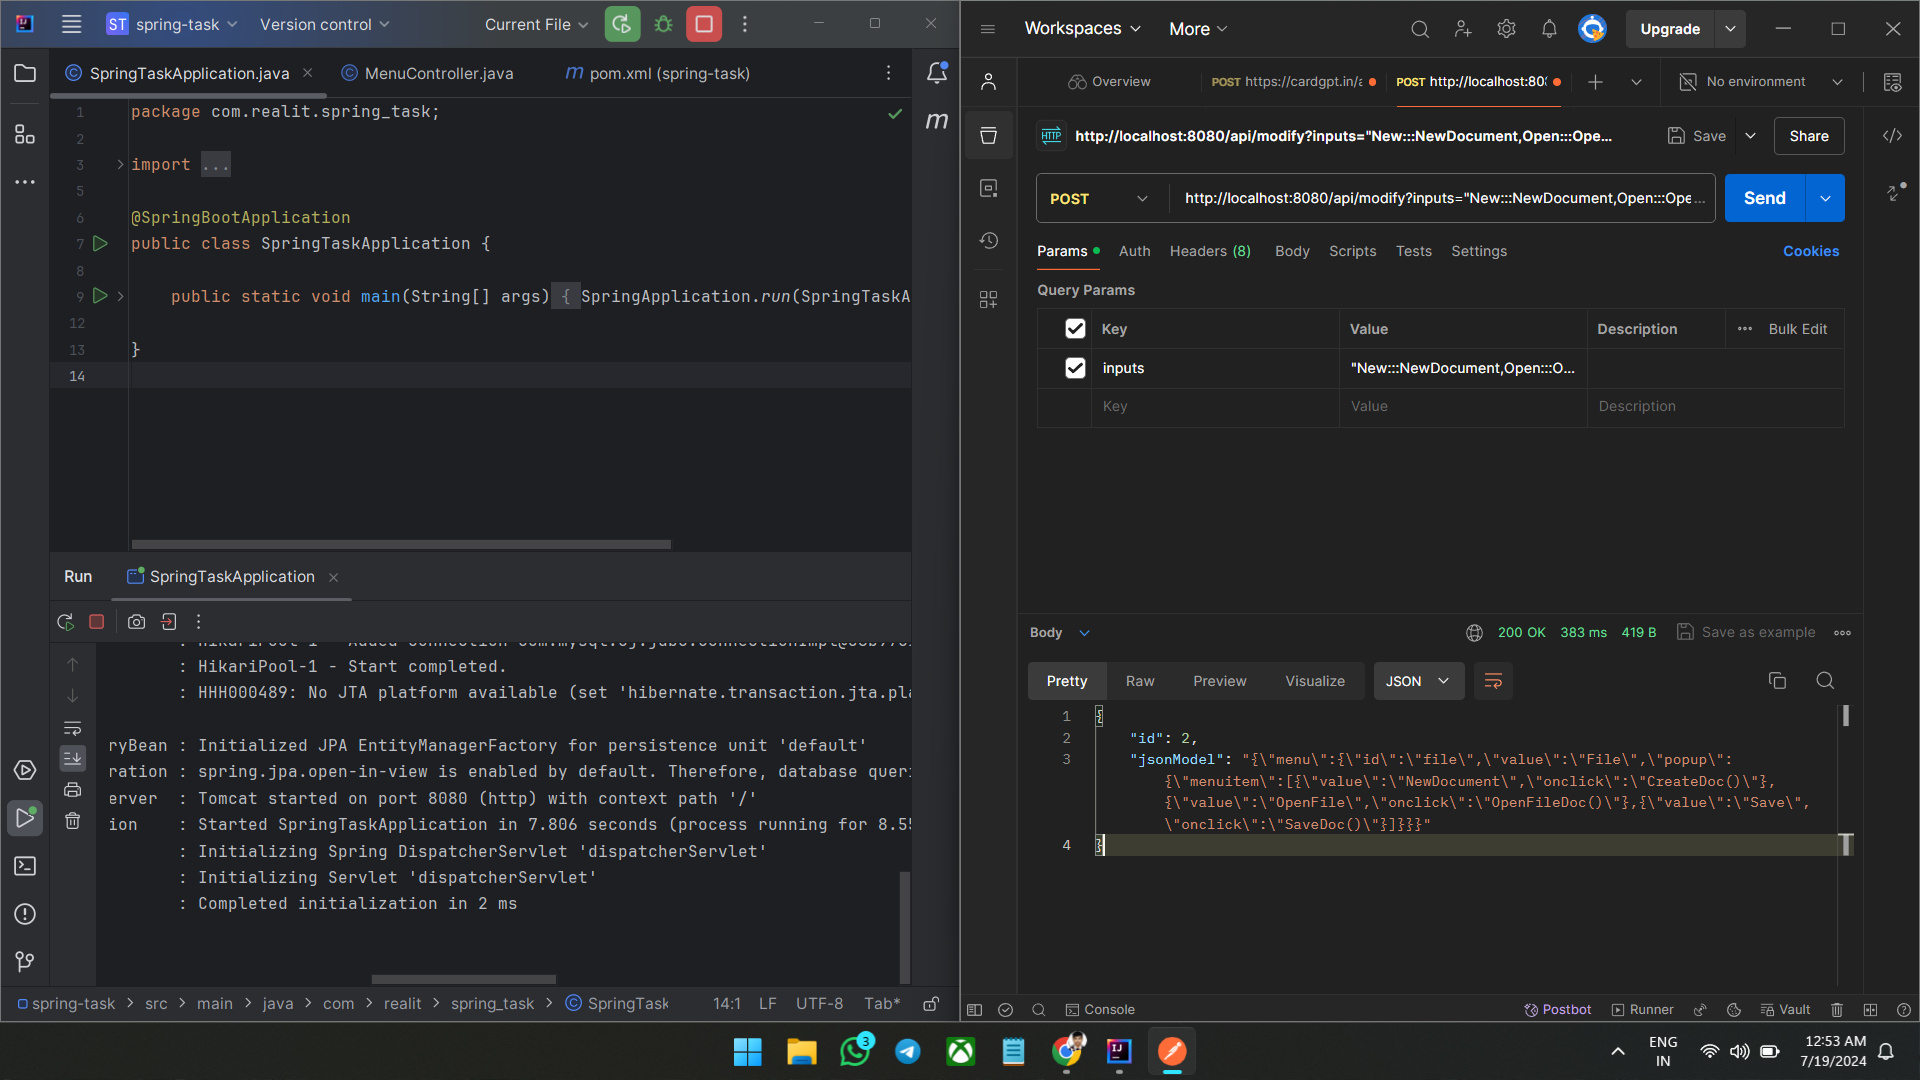 ST spring-task
Version control
Current File
SpringTaskApplication.java
MenuController.java
m pom.xml (spring-task)
1 package com.realit.spring_task;
2
3 import ...
5
6 @SpringBootApplication
7 public class SpringTaskApplication {
8
9 public static void main(String[] args) { SpringApplication.run(SpringTaskA
12
13 }
14
m
Run
SpringTaskApplication
: HikariPool-1 - Start completed.
: HHH000489: No JTA platform available (set 'hibernate.transaction.jta.pla
ryBean : Initialized JPA EntityManagerFactory for persistence unit 'default'
ration : spring.jpa.open-in-view is enabled by default. Therefore, database queri
erver : Tomcat started on port 8080 (http) with context path '/'
ion : Started SpringTaskApplication in 7.806 seconds (process running for 8.55
: Initializing Spring DispatcherServlet 'dispatcherServlet'
: Initializing Servlet 'dispatcherServlet'
: Completed initialization in 2 ms
spring-task > src > main > java > com > realit > spring_task > SpringTask
14:1 LF UTF-8 Tab*
Workspaces
More
Upgrade
Overview
POST https://cardgpt.in/a
POST http://localhost:80
No environment
HTTP http://localhost:8080/api/modify?inputs="New:::NewDocument,Open:::Ope...
Save
Share
POST
http://localhost:8080/api/modify?inputs="New:::NewDocument,Open:::Ope...
Send
Params
Auth
Headers (8)
Body
Scripts
Tests
Settings
Cookies
Query Params
Key Value Description ... Bulk Edit
inputs "New:::NewDocument,Open:::O...
Key Value Description
Body
200 OK 383 ms 419 B Save as example
Pretty Raw Preview Visualize JSON
1 {
2 "id": 2,
3 "jsonModel": "{\"menu\":{\"id\":\"file\",\"value\":\"File\",\"popup\":
{\"menuitem\":[{\"value\":\"NewDocument\",\"onclick\":\"CreateDoc()\"},
{\"value\":\"OpenFile\",\"onclick\":\"OpenFileDoc()\"},{\"value\":\"Save\",
\"onclick\":\"SaveDoc()\"}]}}}"
4 }
Console
Postbot
Runner
Vault
3
ENG
IN
12:53 AM
7/19/2024